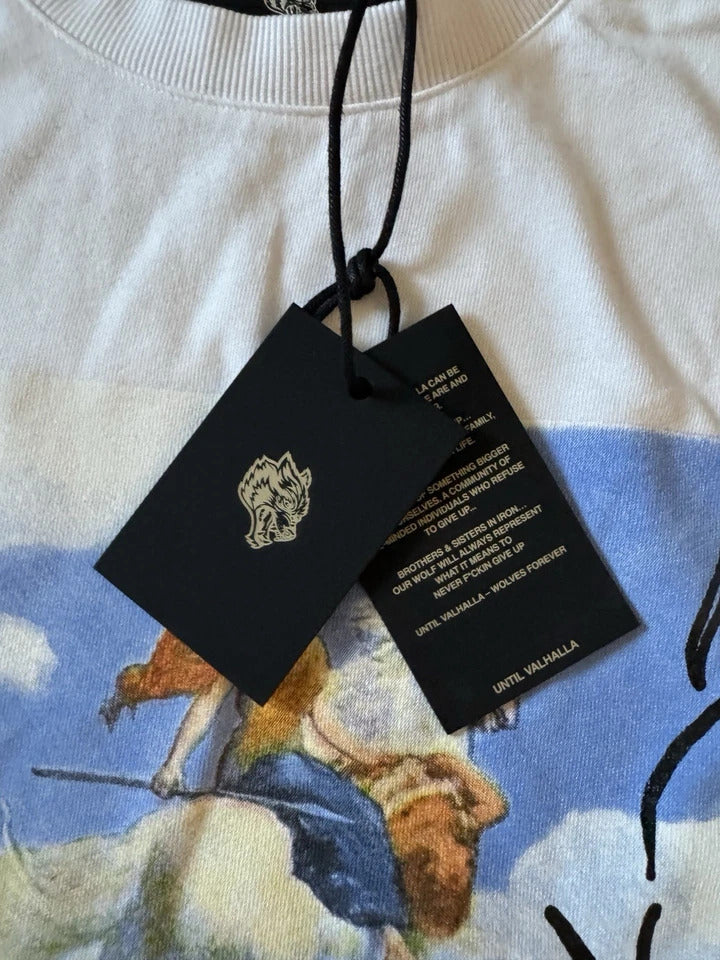 LA CAN BE
E ARE AND
P...
FAMILY,
LIFE.
SOMETHING BIGGER
URSELVES. A COMMUNITY OF
MINDED INDIVIDUALS WHO REFUSE
TO GIVE UP...
BROTHERS & SISTERS IN IRON...
OUR WOLF WILL ALWAYS REPRESENT
WHAT IT MEANS TO
NEVER F*CKIN GIVE UP
UNTIL VALHALLA – WOLVES FOREVER
UNTIL VALHALLA